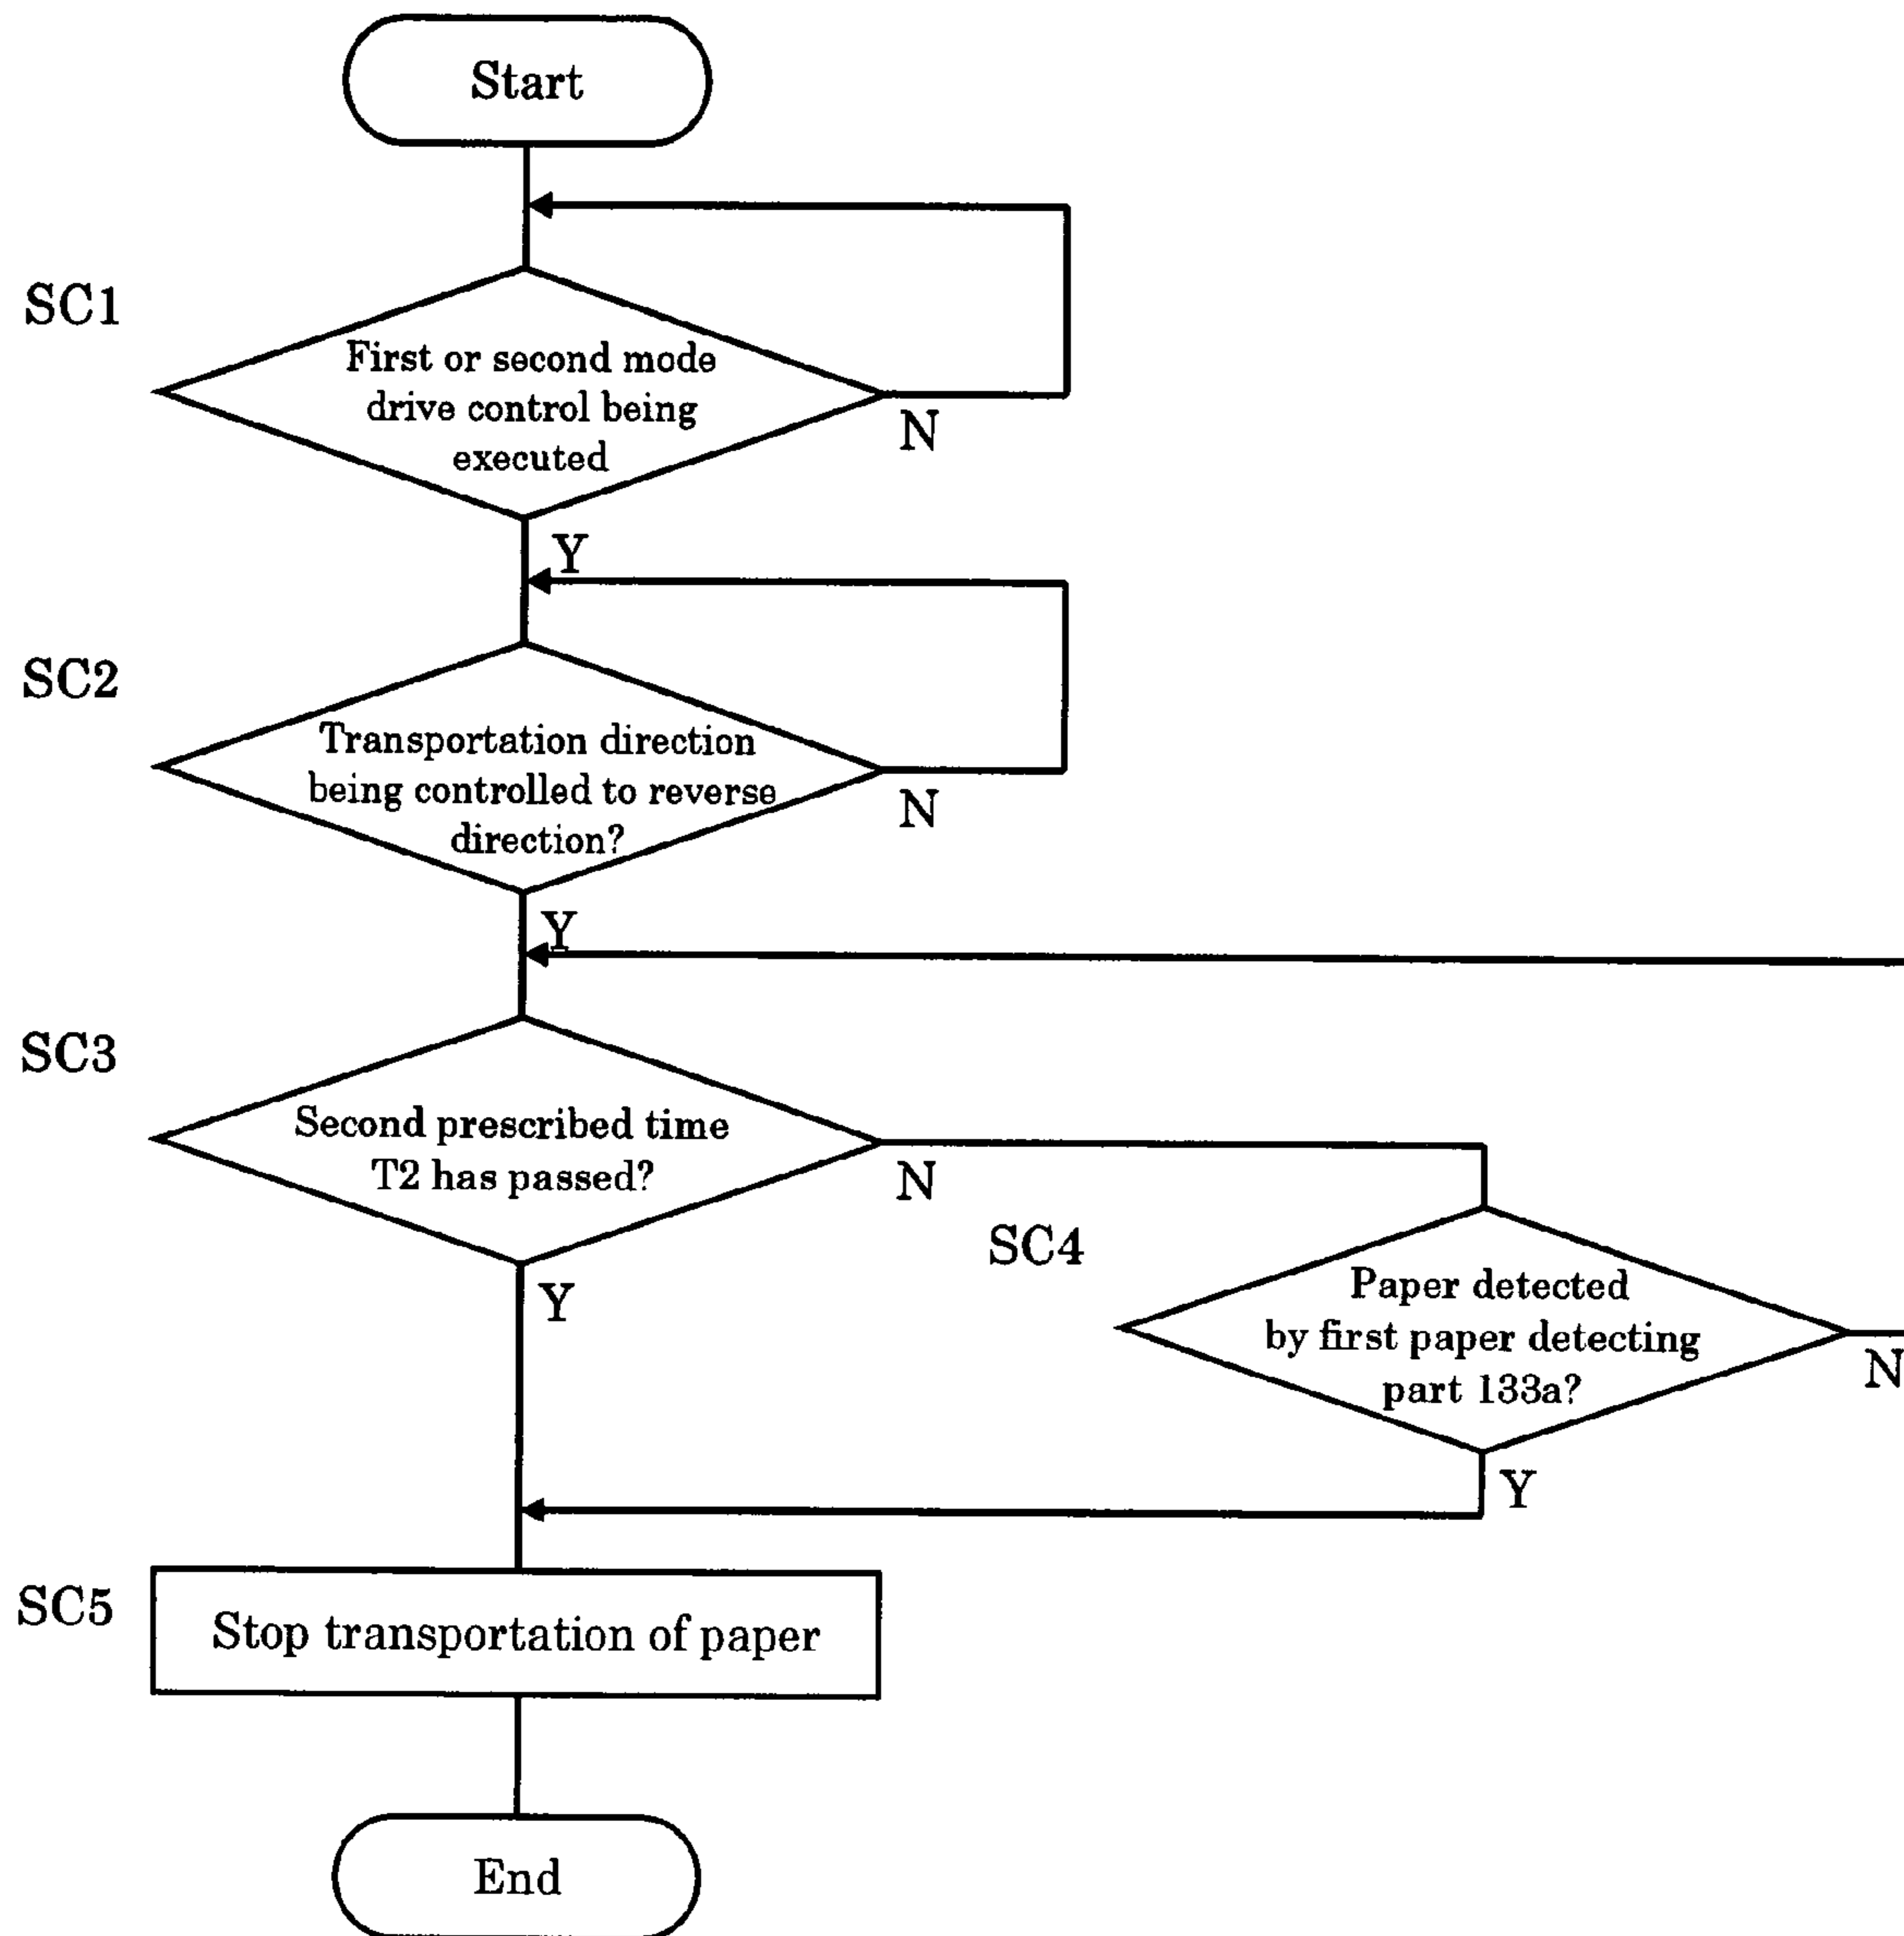 Start
SC1
First or second mode
drive control being
executed
N
Y
SC2
Transportation direction
being controlled to reverse
direction?
N
Y
SC3
Second prescribed time
T2 has passed?
N
Y
SC4
Paper detected
by first paper detecting
part 133a?
N
Y
SC5
Stop transportation of paper
End